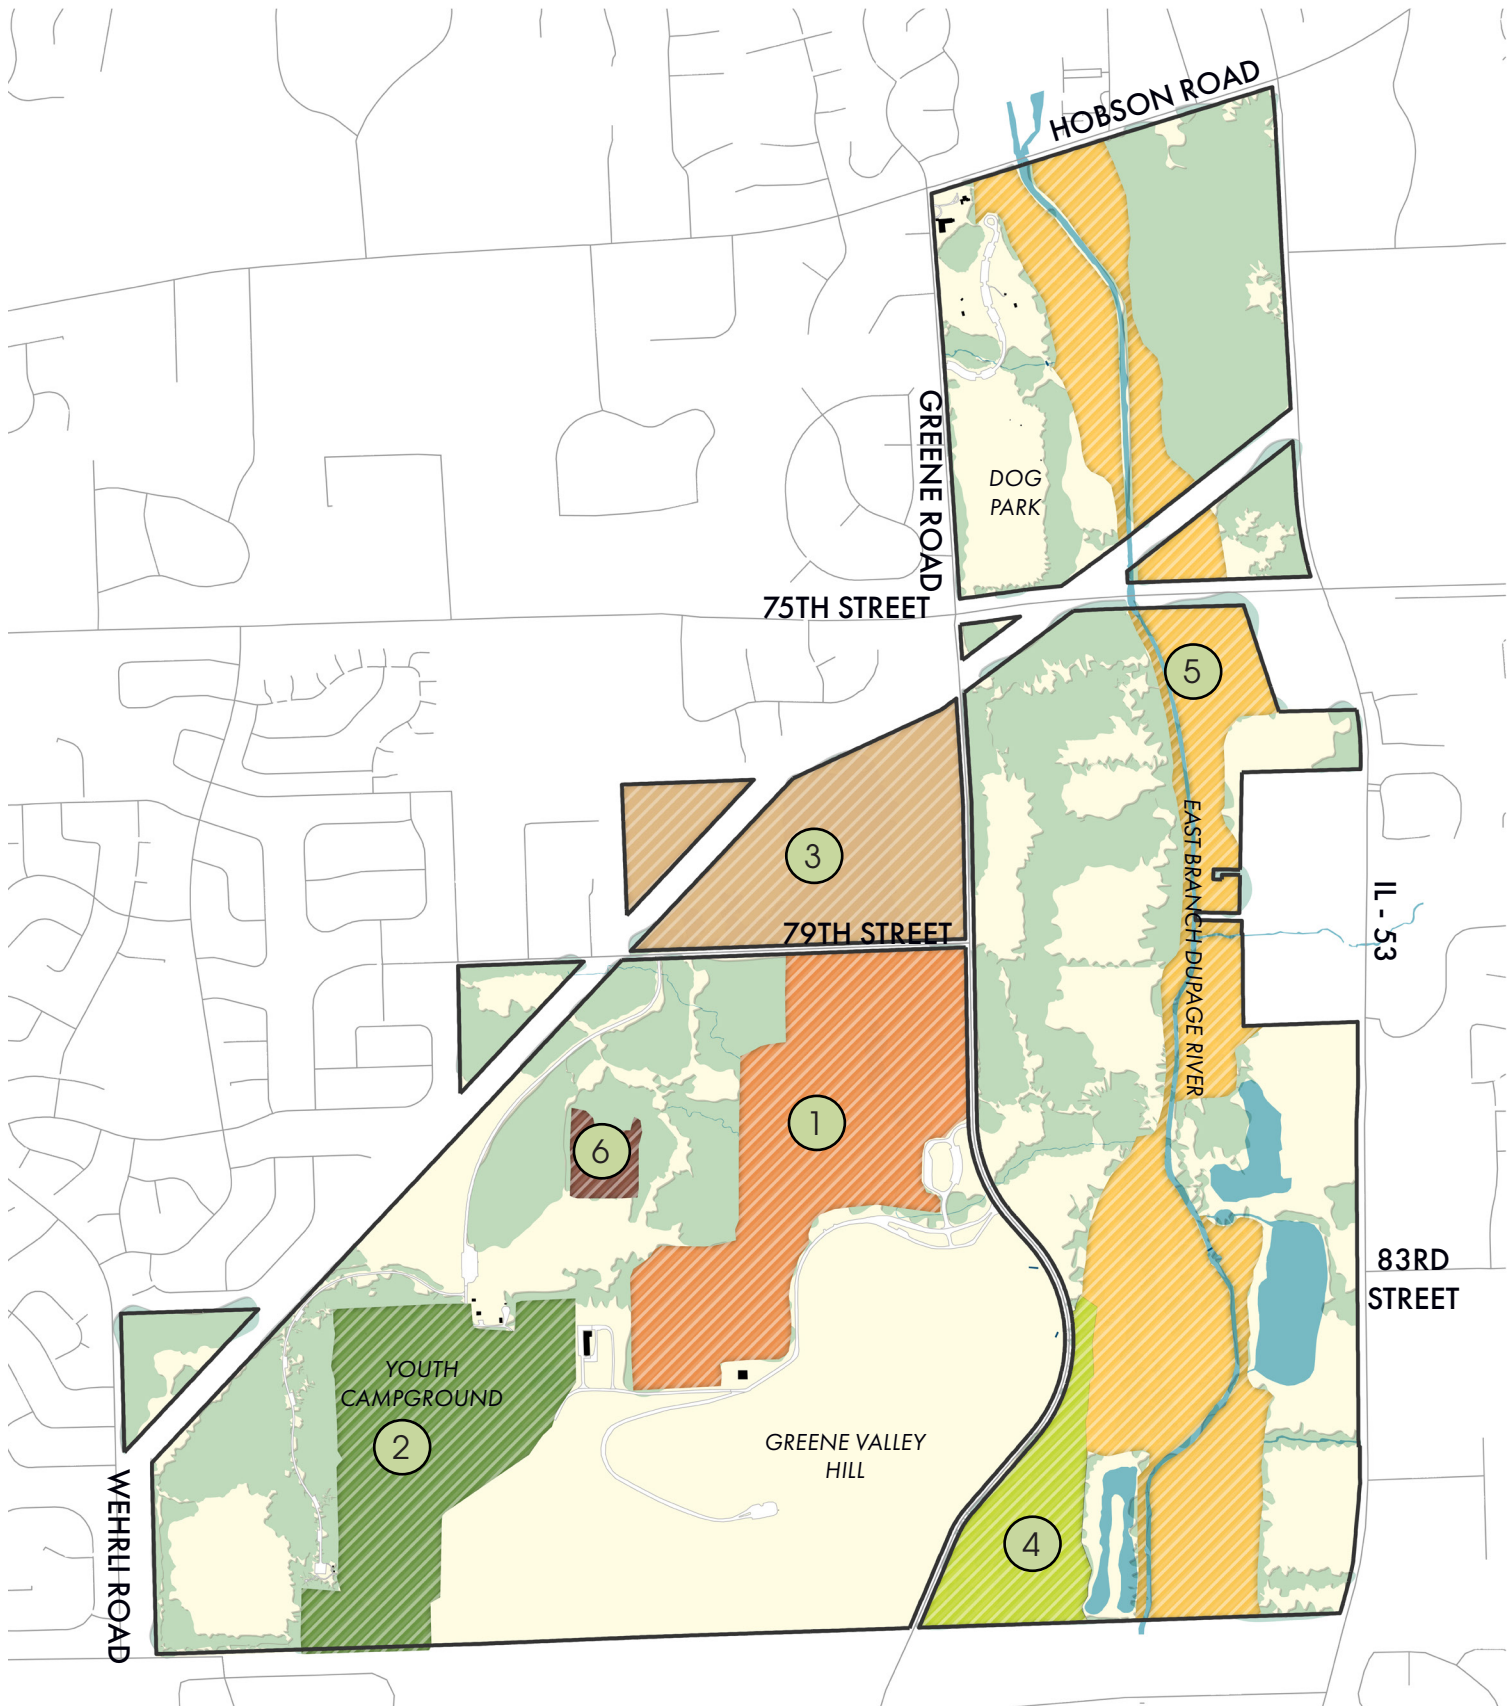 HOBSON ROAD
GREENE ROAD
DOG
PARK
75TH STREET
5
3
EAST BRANCH DUPAGE RIVER
IL - 53
79TH STREET
1
6
83RD
STREET
YOUTH
CAMPGROUND
2
GREENE VALLEY
HILL
4
WEHRLI ROAD